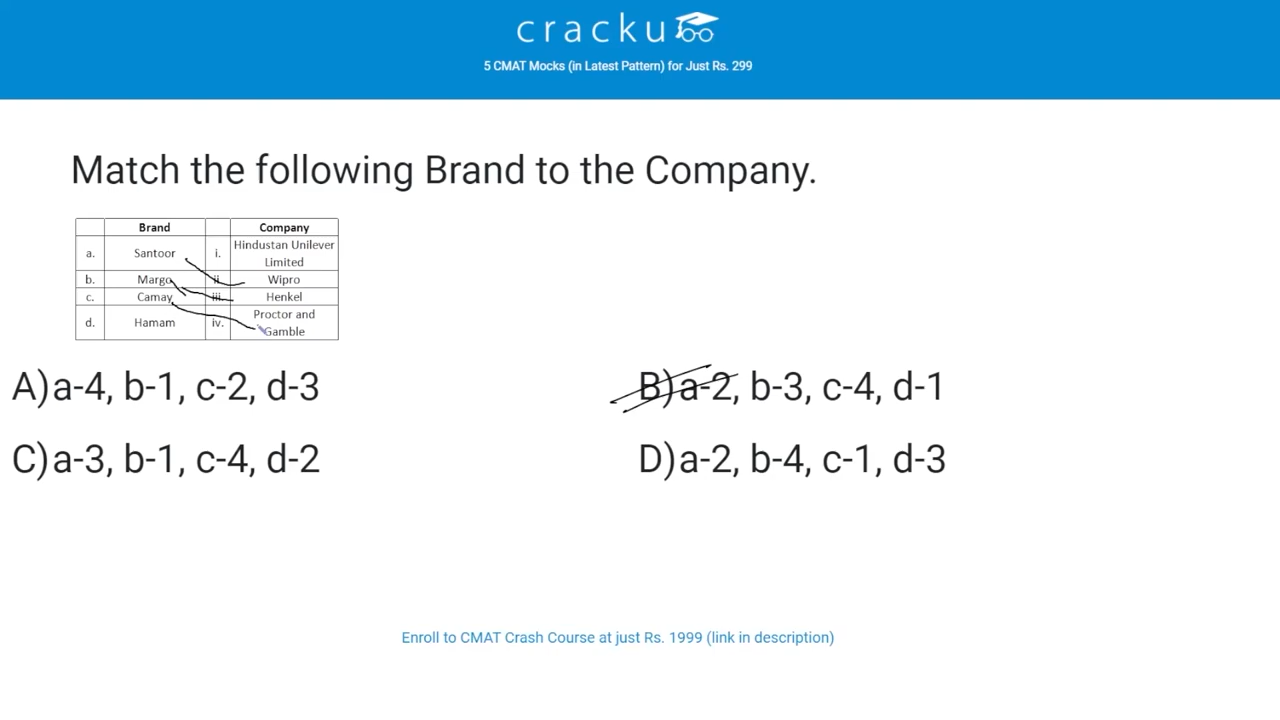 cracku
5 CMAT Mocks (in Latest Pattern) for Just Rs. 299
Match the following Brand to the Company.
Brand Company
a. Santoor i. Hindustan Unilever
Limited
b. Margo ii. Wipro
c. Camay iii. Henkel
d. Hamam iv. Proctor and
Gamble
A)a-4, b-1, c-2, d-3
B)a-2, b-3, c-4, d-1
C)a-3, b-1, c-4, d-2
D)a-2, b-4, c-1, d-3
Enroll to CMAT Crash Course at just Rs. 1999 (link in description)